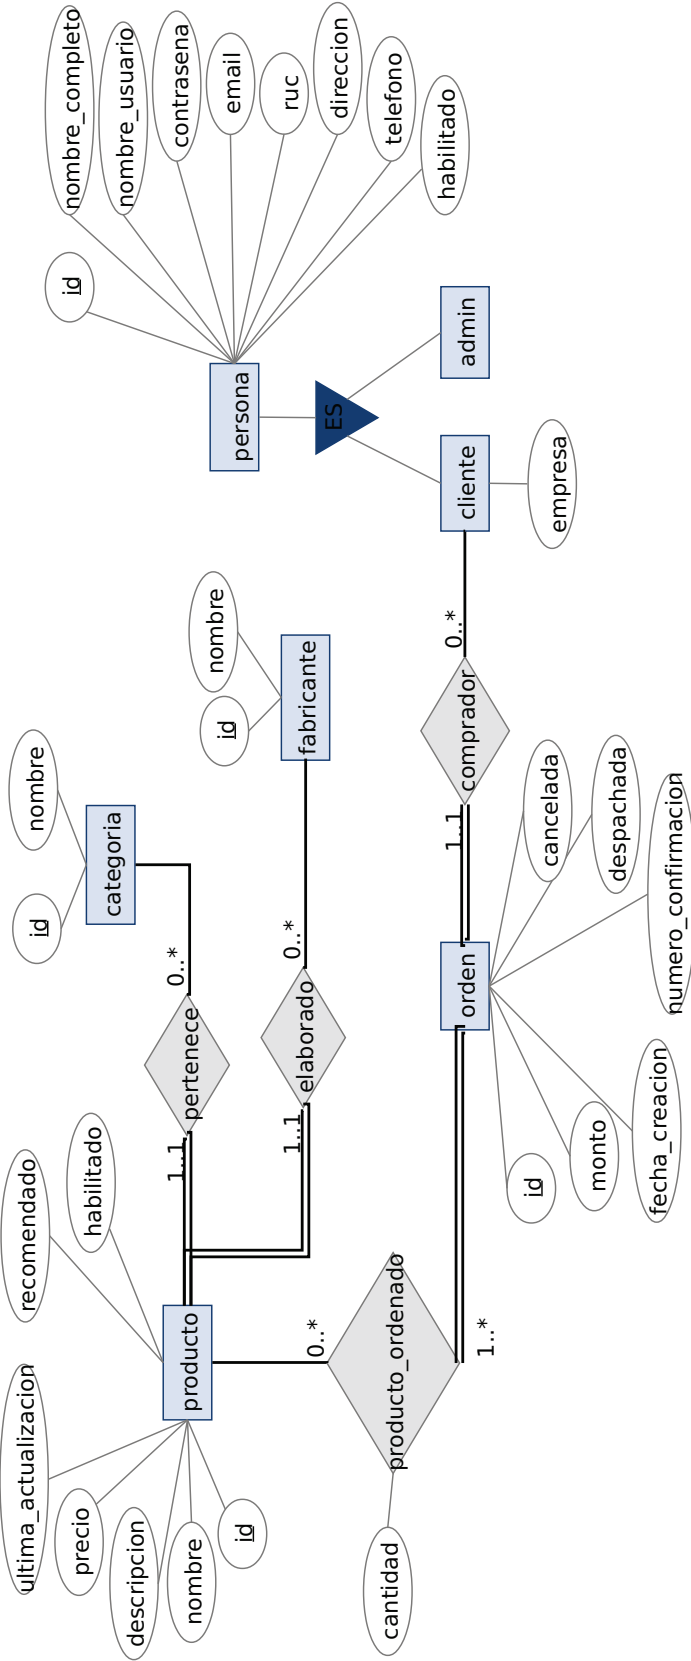 ultima_actualizacion
recomendado
habilitado
precio
descripcion
nombre
id
producto
1..1
pertenece
0..*
categoria
id
nombre
1..1
elaborado
0..*
fabricante
id
nombre
persona
id
nombre_completo
nombre_usuario
contrasena
email
ruc
direccion
telefono
habilitado
ES
admin
cliente
empresa
0..*
comprador
1..1
orden
cancelada
despachada
numero_confirmacion
fecha_creacion
monto
id
0..*
producto_ordenado
1..*
cantidad